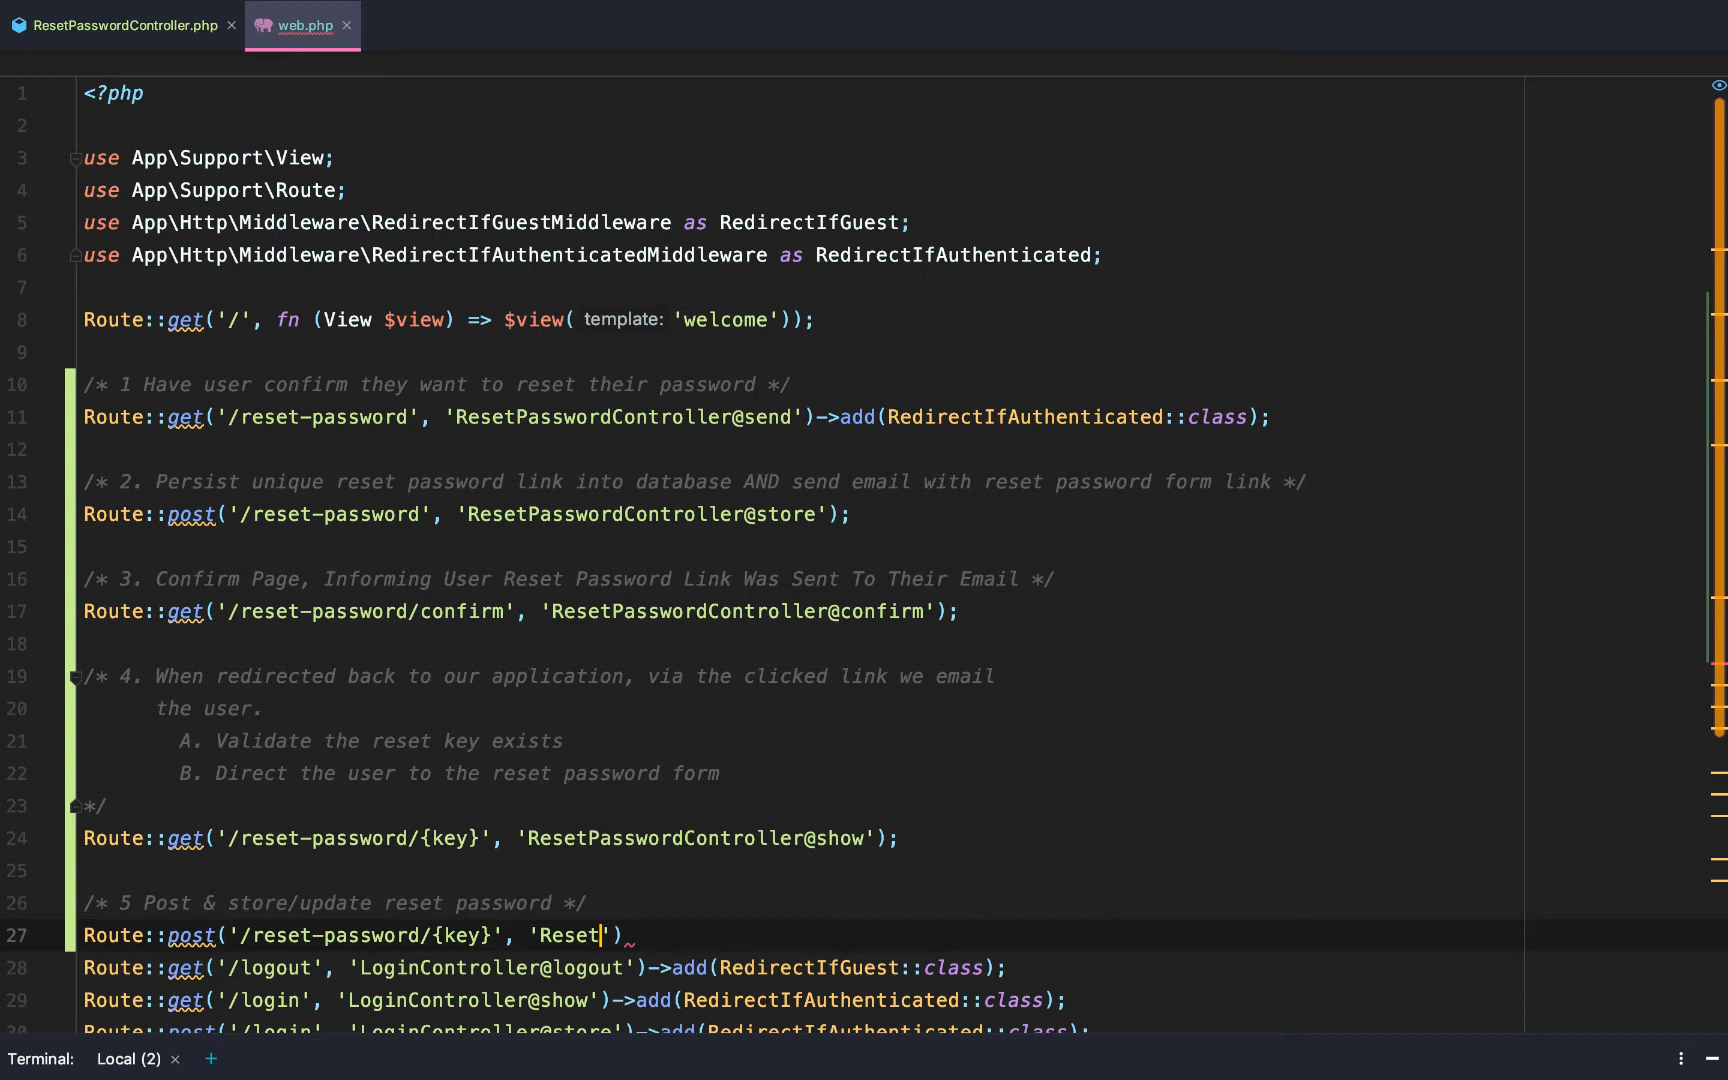 ResetPasswordController.php × web.php ×
1 <?php
2
3 use App\Support\View;
4 use App\Support\Route;
5 use App\Http\Middleware\RedirectIfGuestMiddleware as RedirectIfGuest;
6 use App\Http\Middleware\RedirectIfAuthenticatedMiddleware as RedirectIfAuthenticated;
7
8 Route::get('/', fn (View $view) => $view( template: 'welcome'));
9
10 /* 1 Have user confirm they want to reset their password */
11 Route::get('/reset-password', 'ResetPasswordController@send')->add(RedirectIfAuthenticated::class);
12
13 /* 2. Persist unique reset password link into database AND send email with reset password form link */
14 Route::post('/reset-password', 'ResetPasswordController@store');
15
16 /* 3. Confirm Page, Informing User Reset Password Link Was Sent To Their Email */
17 Route::get('/reset-password/confirm', 'ResetPasswordController@confirm');
18
19 /* 4. When redirected back to our application, via the clicked link we email
20 the user.
21 A. Validate the reset key exists
22 B. Direct the user to the reset password form
23 */
24 Route::get('/reset-password/{key}', 'ResetPasswordController@show');
25
26 /* 5 Post & store/update reset password */
27 Route::post('/reset-password/{key}', 'Reset')
28 Route::get('/logout', 'LoginController@logout')->add(RedirectIfGuest::class);
29 Route::get('/login', 'LoginController@show')->add(RedirectIfAuthenticated::class);
30 Route::post('/login', 'LoginController@store')->add(RedirectIfAuthenticated::class);
Terminal: Local (2) × +